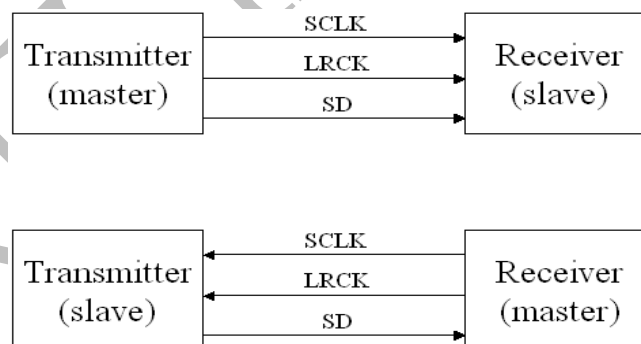 SCLK
Transmitter
(master)
LRCK
Receiver
(slave)
SD
SCLK
Transmitter
(slave)
LRCK
Receiver
(master)
SD